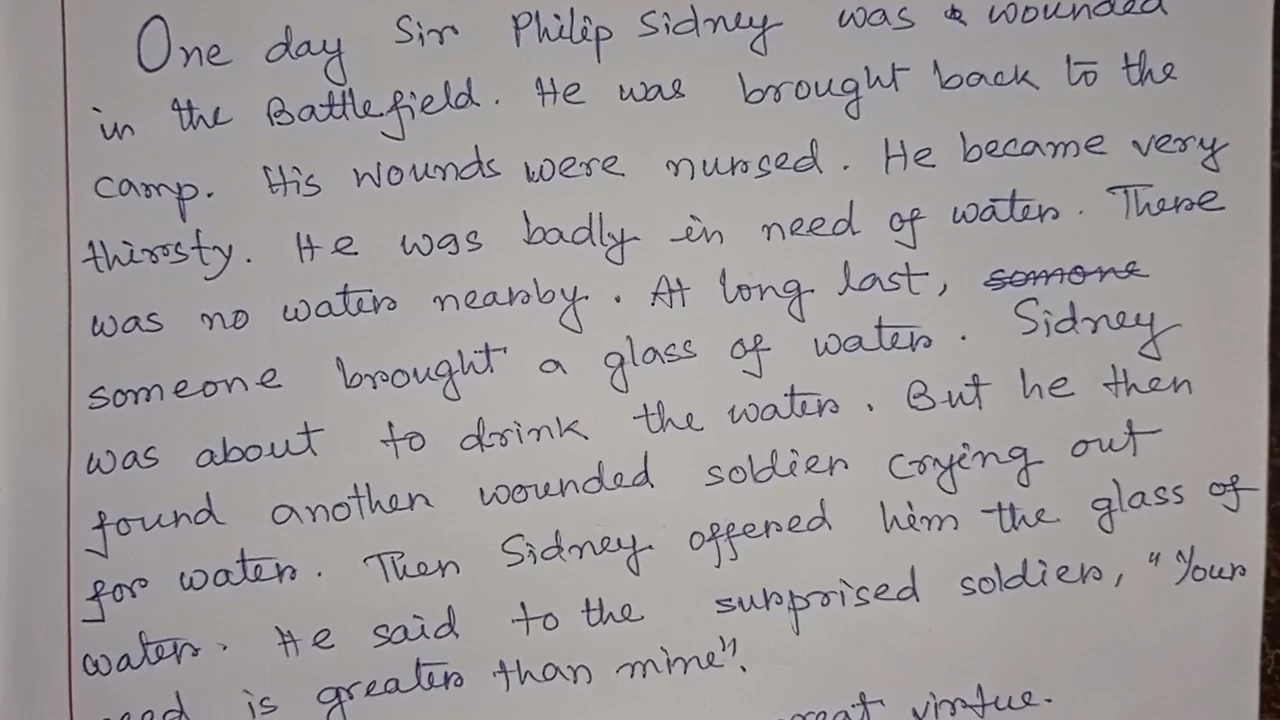 One day Sir Philip Sidney was a wounded
in the Battlefield. He was brought back to the
camp. His wounds were nursed. He became very
thirsty. He was badly in need of water. There
was no water nearby. At long last, somone
someone brought a glass of water. Sidney
was about to drink the water. But he then
found another wounded soldier crying out
for water. Then Sidney offered him the glass of
water. He said to the surprised soldier, "Your
need is greater than mine".
great virtue.